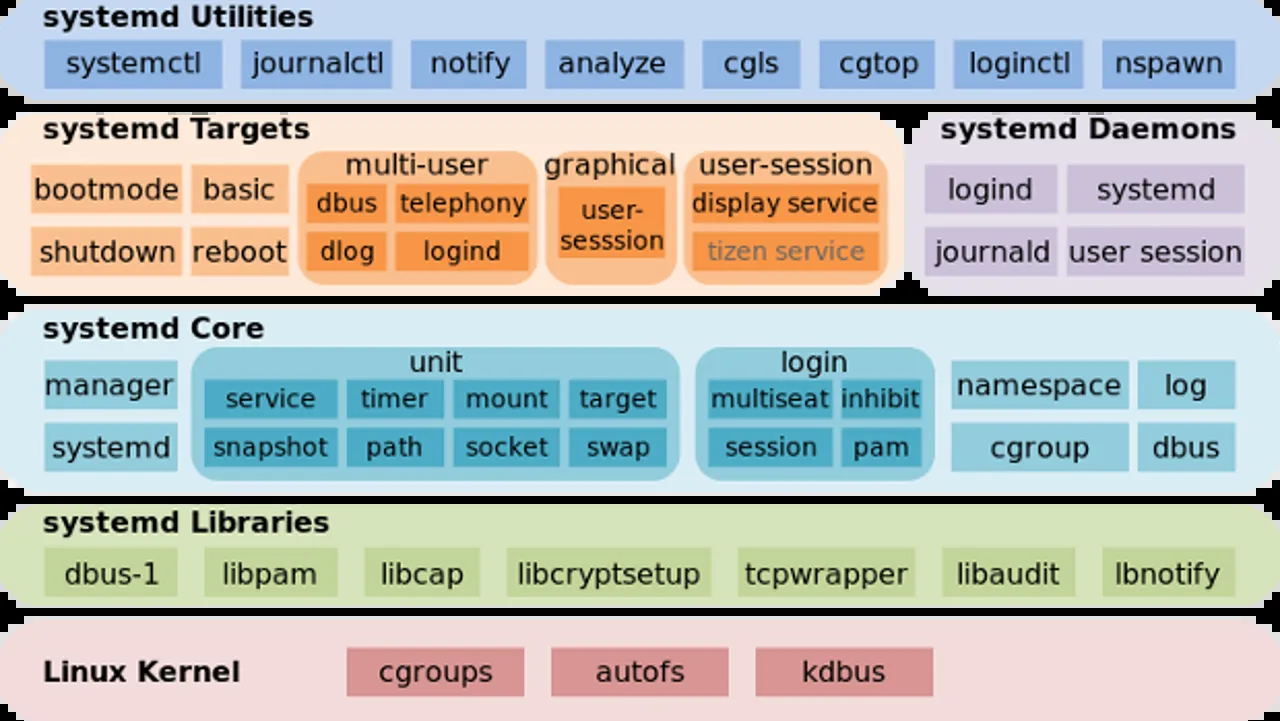 systemd Utilities
systemctl journalctl notify analyze cgls cgtop loginctl nspawn
systemd Targets
bootmode basic
shutdown reboot
multi-user
dbus telephony
dlog logind
graphical
user-
sesssion
user-session
display service
tizen service
systemd Daemons
logind systemd
journald user session
systemd Core
manager
systemd
unit
service timer mount target
snapshot path socket swap
login
multiseat inhibit
session pam
namespace log
cgroup dbus
systemd Libraries
dbus-1 libpam libcap libcryptsetup tcpwrapper libaudit lbnotify
Linux Kernel cgroups autofs kdbus